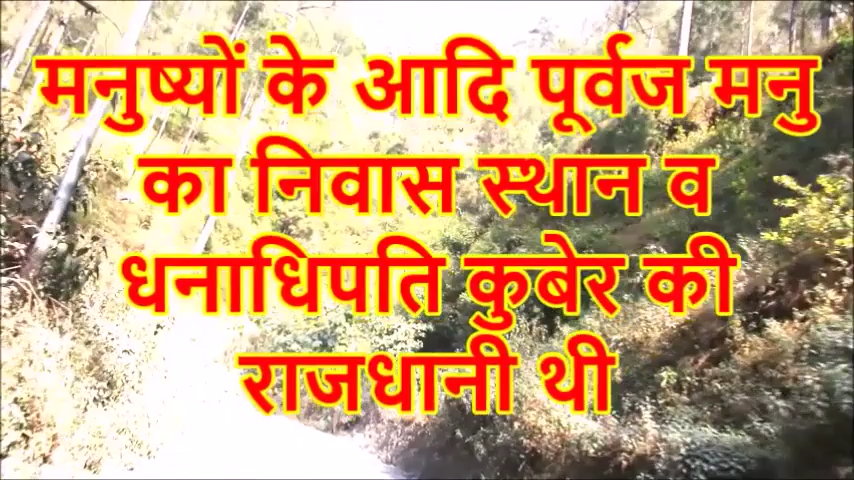 मनुष्यों के आदि पूर्वज मनु
का निवास स्थान व
धनाधिपति कुबेर की
राजधानी थी